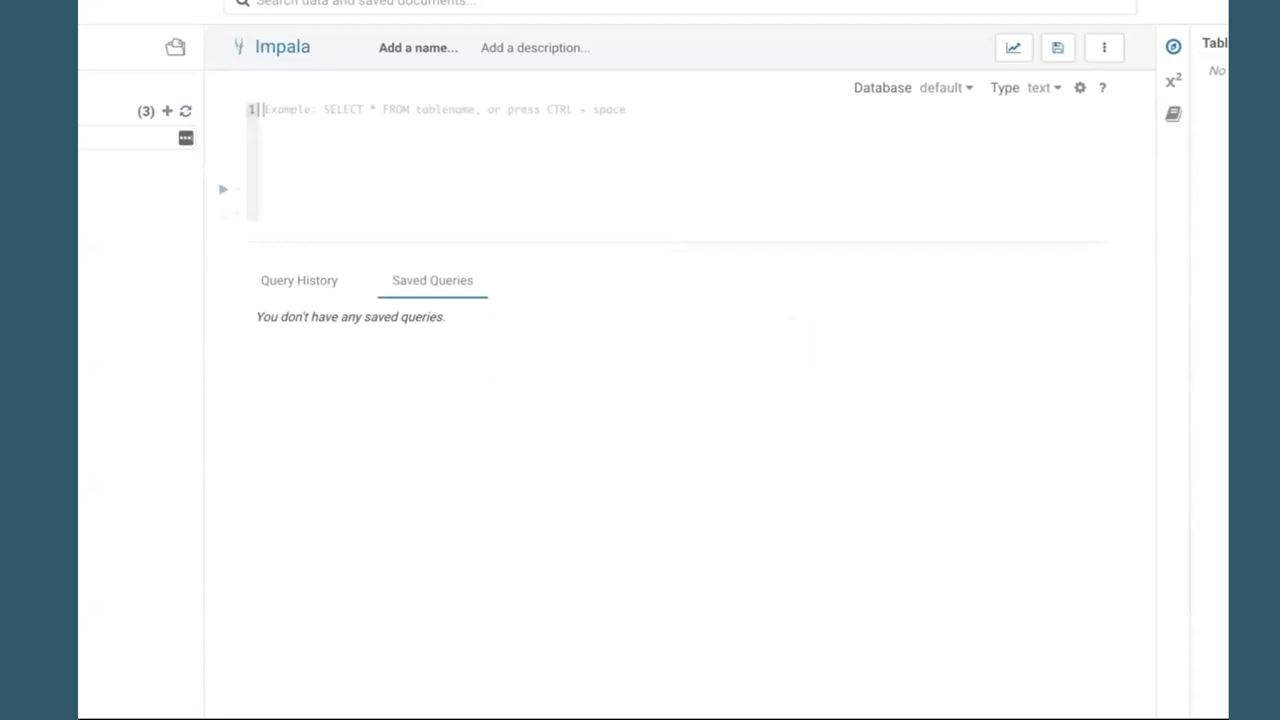 Search data and saved documents...
Impala
Add a name...
Add a description...
Tabl
No
x²
Database default
Type text
?
(3)
1
Example: SELECT * FROM tablename, or press CTRL + space
Query History
Saved Queries
You don't have any saved queries.